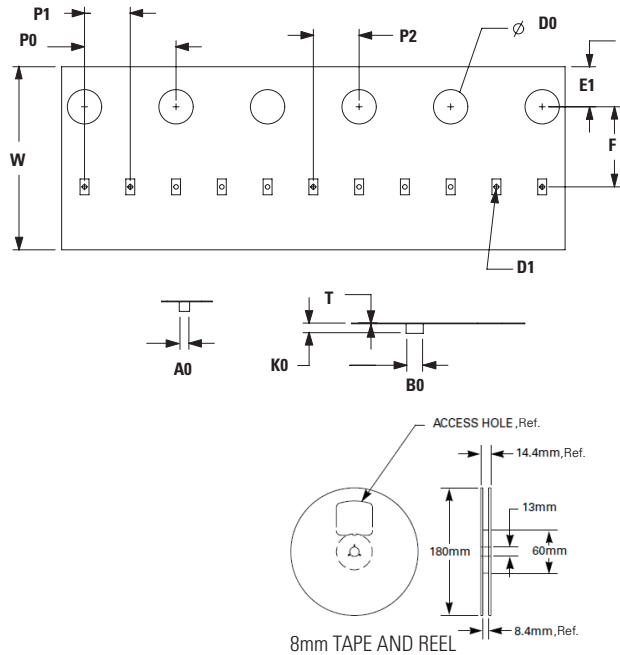 P1
P0
P2
Ø D0
E1
W
F
D1
T
K0
A0
B0
ACCESS HOLE, Ref.
14.4mm, Ref.
13mm
180mm
60mm
8.4mm, Ref.
8mm TAPE AND REEL